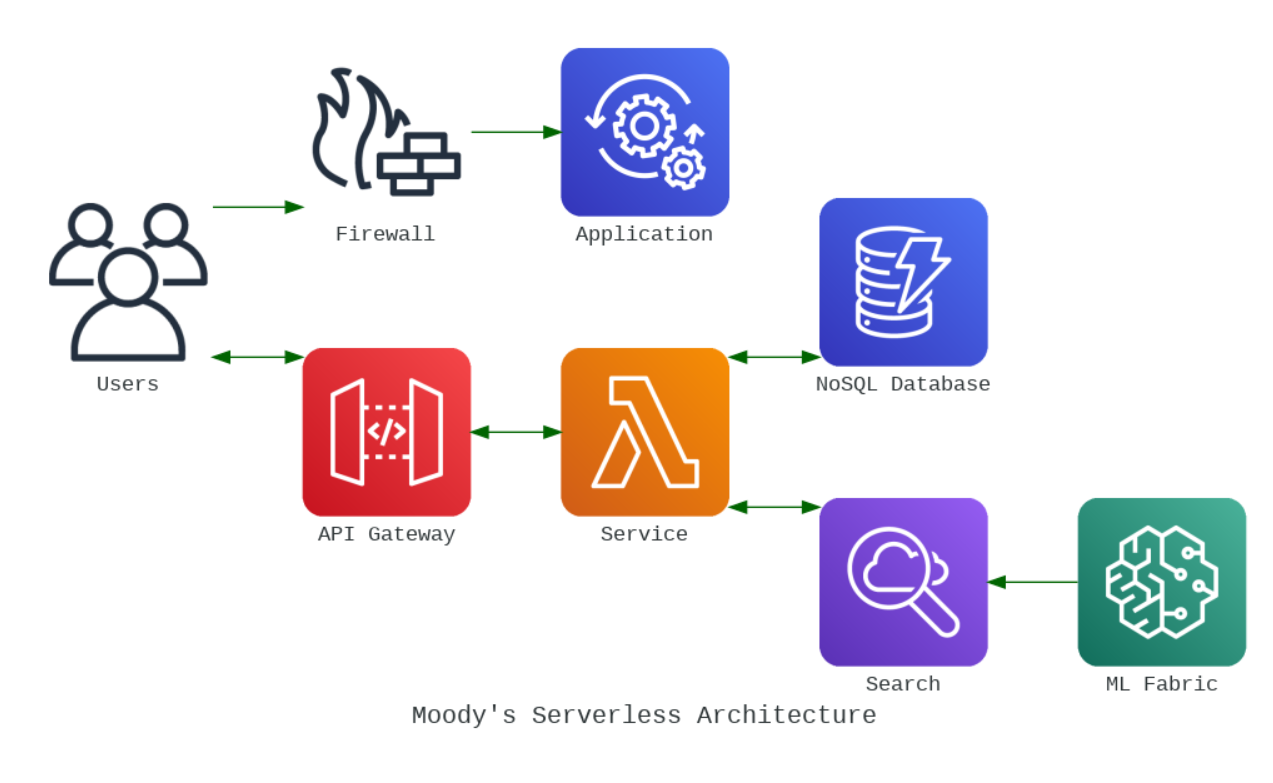 Firewall
Application
Users
NoSQL Database
</>
API Gateway
Service
Search
ML Fabric
Moody's Serverless Architecture